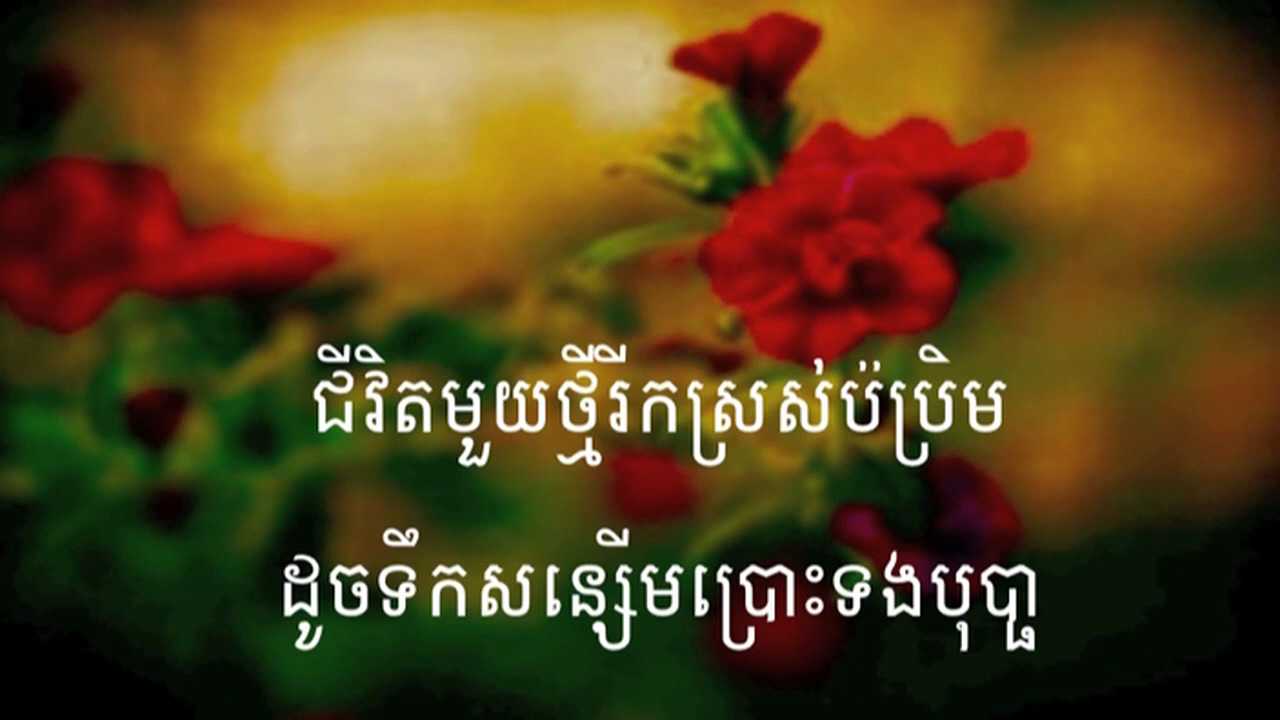 ជីវិតមួយថ្មីរីកស្រស់ប៉ប្រិម
ដូចទឹកសន្សើមប្រោះទងបុប្ផា